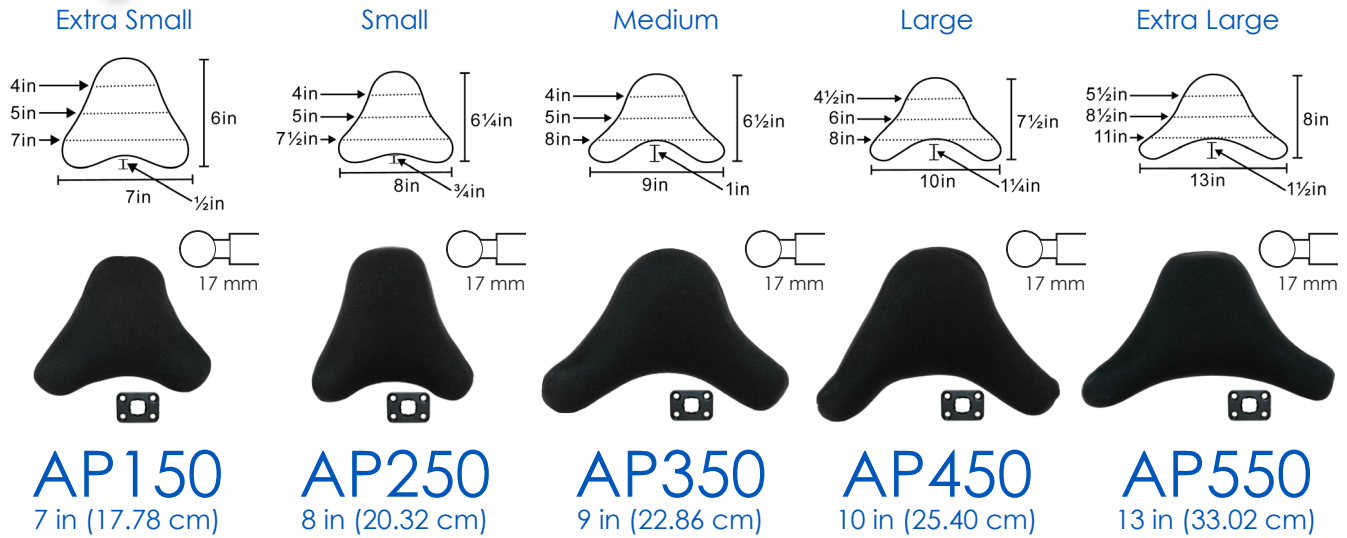 Extra Small
4in
5in
7in
6in
7in
½in
17 mm
AP150
7 in (17.78 cm)
Small
4in
5in
7½in
6¼in
8in
¾in
17 mm
AP250
8 in (20.32 cm)
Medium
4in
5in
8in
6½in
9in
1in
17 mm
AP350
9 in (22.86 cm)
Large
4½in
6in
8in
7½in
10in
1¼in
17 mm
AP450
10 in (25.40 cm)
Extra Large
5½in
8½in
11in
8in
13in
1½in
17 mm
AP550
13 in (33.02 cm)